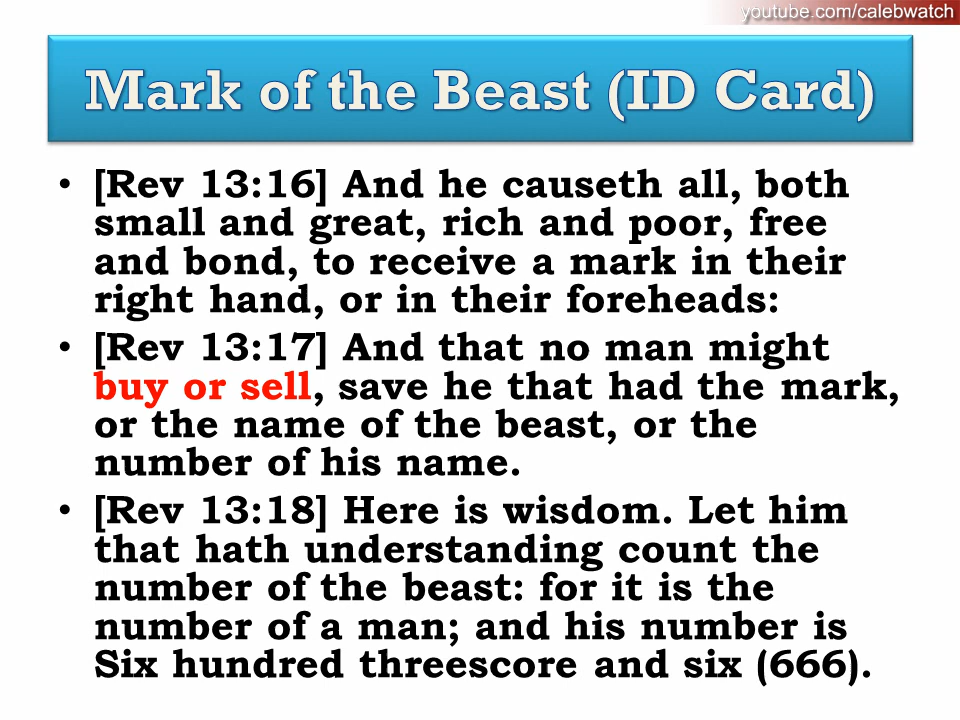 youtube.com/calebwatch
Mark of the Beast (ID Card)
• [Rev 13:16] And he causeth all, both
small and great, rich and poor, free
and bond, to receive a mark in their
right hand, or in their foreheads:
• [Rev 13:17] And that no man might
buy or sell, save he that had the mark,
or the name of the beast, or the
number of his name.
• [Rev 13:18] Here is wisdom. Let him
that hath understanding count the
number of the beast: for it is the
number of a man; and his number is
Six hundred threescore and six (666).